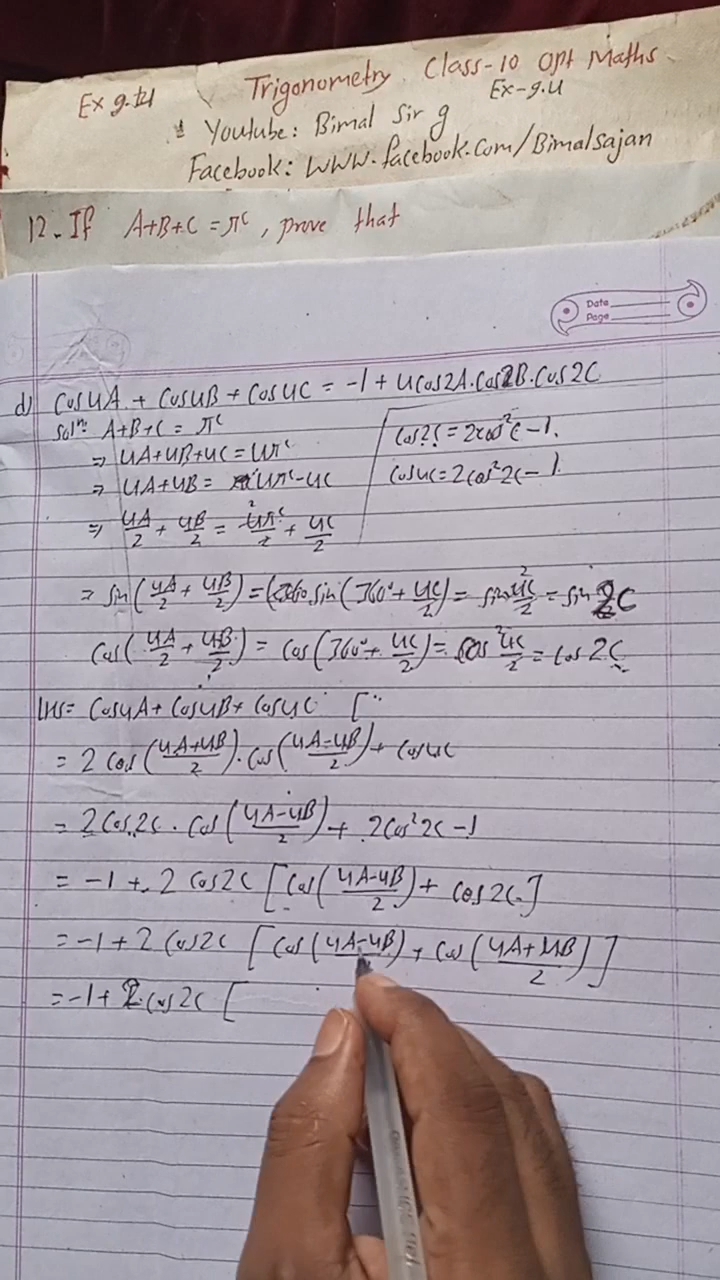 Ex 9.4 Trigonometry Class-10 Opt Maths
Ex-9.4
Youtube: Bimal Sir g
Facebook: WWW.facebook.Com/Bimalsajan
12. If A+B+C = πᶜ, prove that
Date
Page
d) Cos4A + Cos4B + Cos4C = -1 + 4Cos2A.Cos2B.Cos2C
Solⁿ: A+B+C = πᶜ
⇒ 4A+4B+4C = 4πᶜ
⇒ 4A+4B = 4πᶜ-4C
⇒ 4A/2 + 4B/2 = 4πᶜ/2 + 4C/2
Cos2C = 2cos²C-1.
Cos4C = 2Cos²2C-1.
⇒ Sin(4A/2 + 4B/2) = Sin(360°+ 4C/2) = Sin 4C/2 = Sin 2C
Cos(4A/2 + 4B/2) = Cos(360°+ 4C/2) = Cos 4C/2 = Cos 2C
LHS= Cos4A + Cos4B + Cos4C [∵
= 2 Cos(4A+4B/2).Cos(4A-4B/2) + Cos4C
= 2Cos2C . Cos(4A-4B/2) + 2Cos²2C-1
= -1 + 2 Cos2C [Cos(4A-4B/2) + Cos2C]
= -1 + 2 Cos2C [Cos(4A-4B) + Cos(4A+4B/2)]
= -1 + 2 Cos2C [